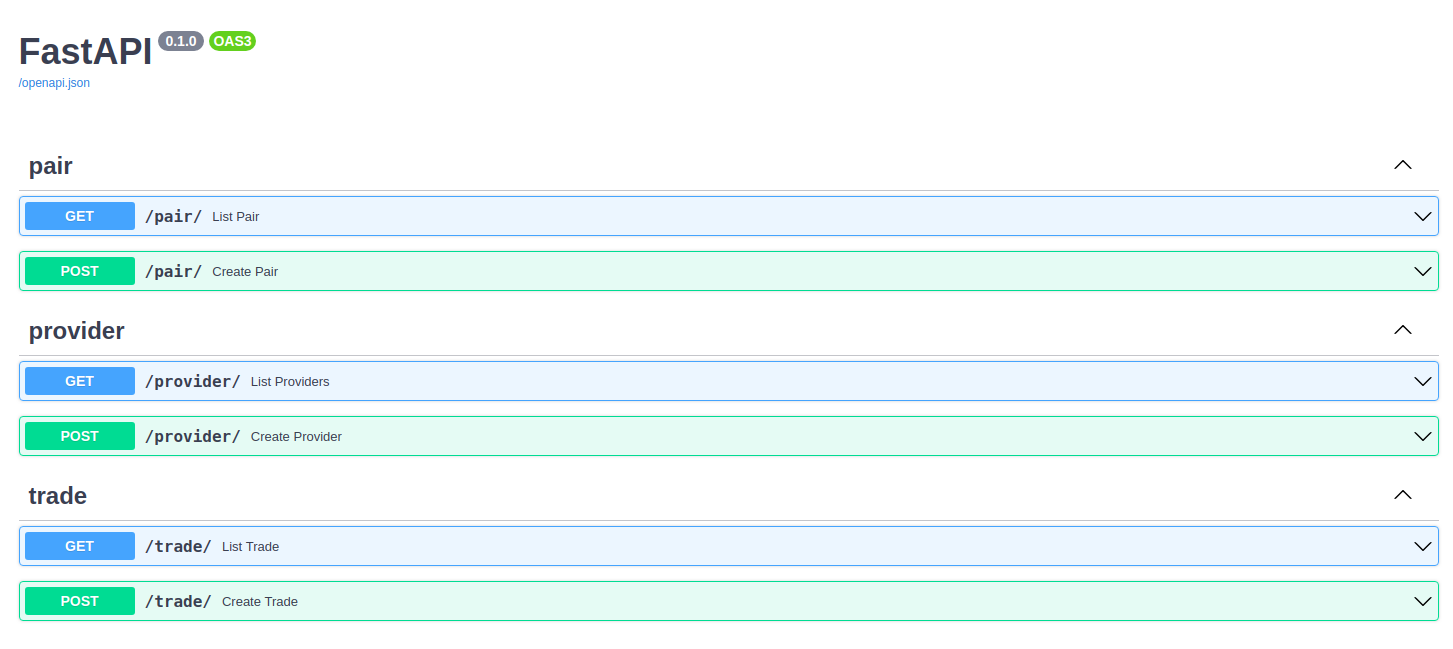 FastAPI 0.1.0 OAS3
/openapi.json
pair
GET /pair/ List Pair
POST /pair/ Create Pair
provider
GET /provider/ List Providers
POST /provider/ Create Provider
trade
GET /trade/ List Trade
POST /trade/ Create Trade